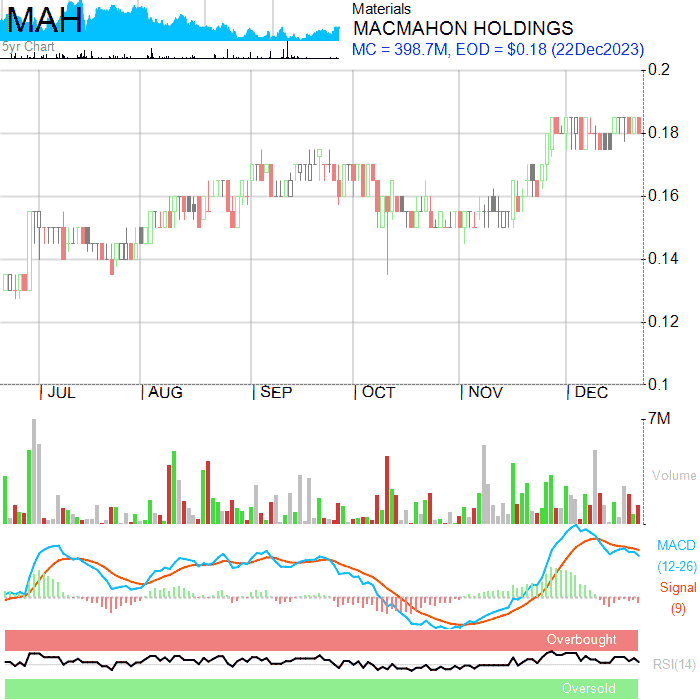 MAH
5yr Chart
Materials
MACMAHON HOLDINGS
MC = 398.7M, EOD = $0.18 (22Dec2023)
0.2
0.18
0.16
0.14
0.12
0.1
JUL AUG SEP OCT NOV DEC
7M
Volume
MACD
(12-26)
Signal
(9)
Overbought
RSI(14)
Oversold